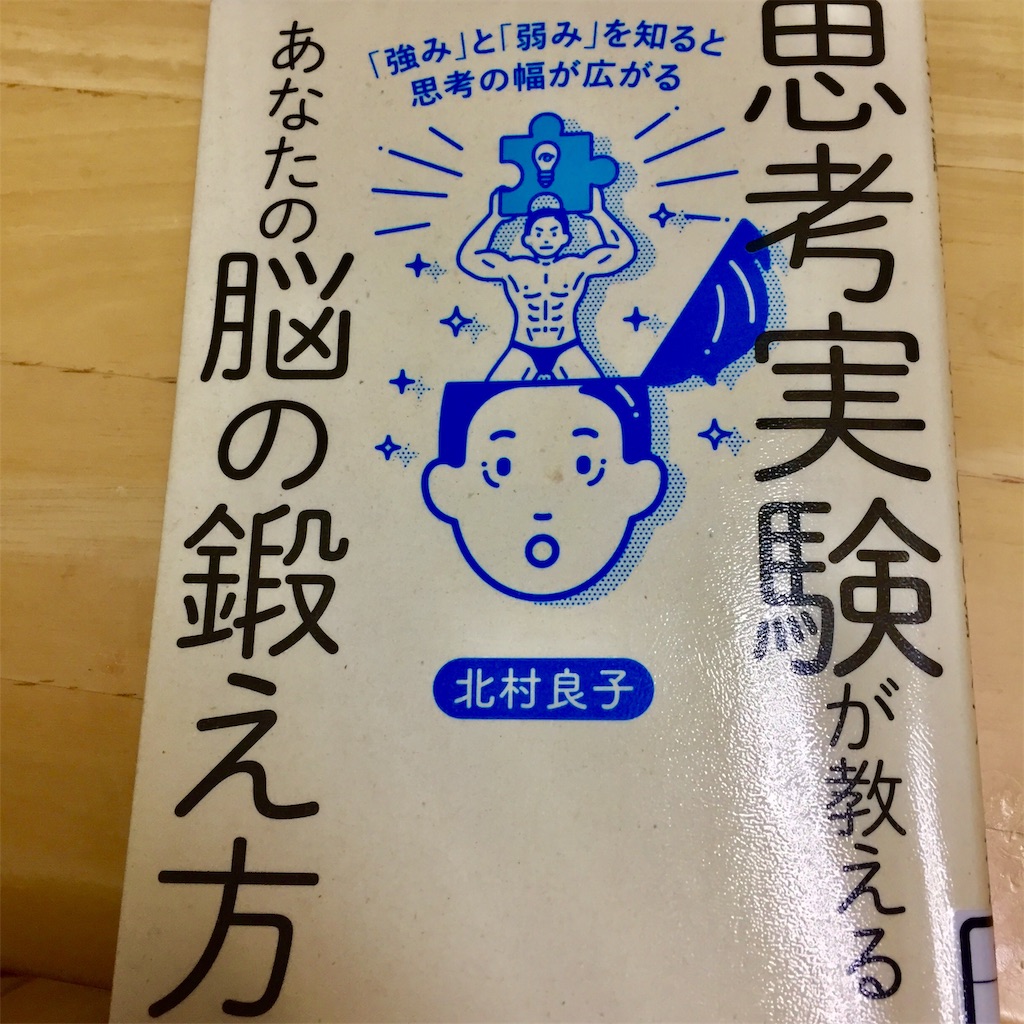 思考実験が教える
あなたの脳の鍛え方
「強み」と「弱み」を知ると
思考の幅が広がる
北村良子